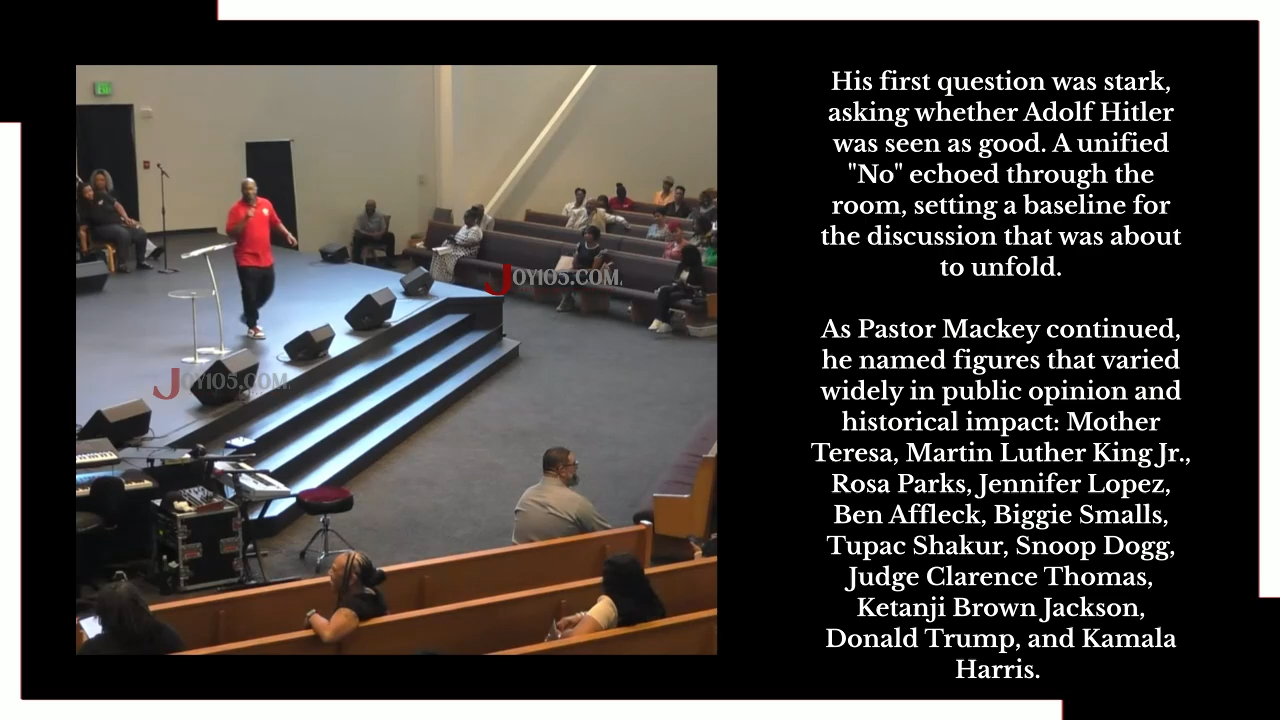 His first question was stark,
asking whether Adolf Hitler
was seen as good. A unified
"No" echoed through the
room, setting a baseline for
the discussion that was about
to unfold.
As Pastor Mackey continued,
he named figures that varied
widely in public opinion and
historical impact: Mother
Teresa, Martin Luther King Jr.,
Rosa Parks, Jennifer Lopez,
Ben Affleck, Biggie Smalls,
Tupac Shakur, Snoop Dogg,
Judge Clarence Thomas,
Ketanji Brown Jackson,
Donald Trump, and Kamala
Harris.
JOY105.COM
JOY105.COM